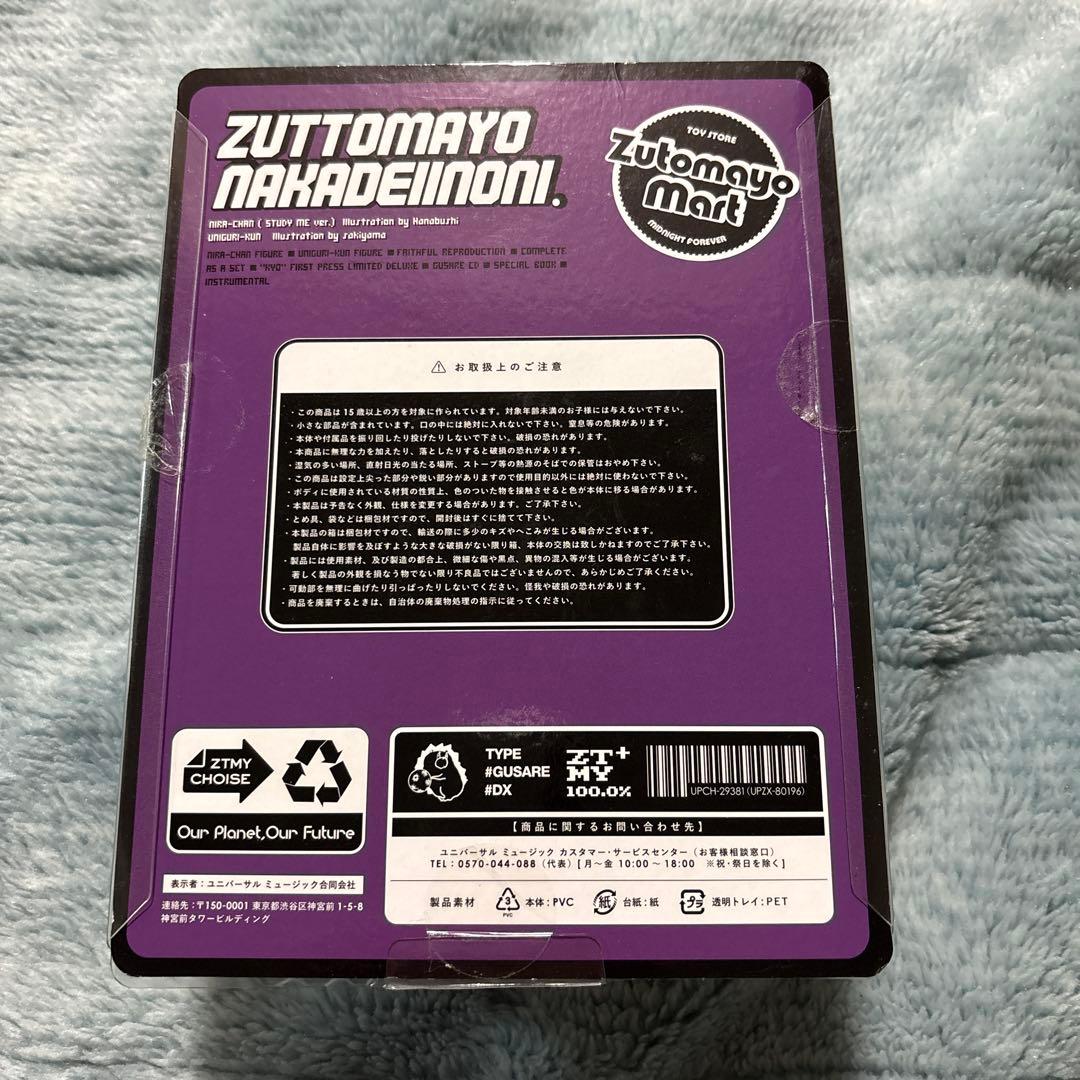 ZUTTOMAYO
NAKADEIINONI.
TOY STORE
Zutomayo
Mart
MIDNIGHT FOREVER
NIRA-CHAN ( STUDY ME ver.) Illustration by Hanabushi
UNIGURI-KUN Illustration by sakiyama
NIRA-CHAN FIGURE ■ UNIGURI-KUN FIGURE ■ FAITHFUL REPRODUCTION ■ COMPLETE
AS A SET ■ "KYO" FIRST PRESS LIMITED DELUXE ■ GUSARE CD ■ SPECIAL BOOK ■
INSTRUMENTAL
⚠ お取扱上のご注意
・この商品は15歳以上の方を対象に作られています。対象年齢未満のお子様には与えないで下さい。
・小さな部品が含まれています。口の中には絶対に入れないで下さい。窒息等の危険があります。
・本体や付属品を振り回したり投げたりしないで下さい。破損の恐れがあります。
・本商品に無理な力を加えたり、落としたりすると破損の恐れがあります。
・湿気の多い場所、直射日光の当たる場所、ストーブ等の熱源のそばでの保管はおやめ下さい。
・この商品は設定上尖った部分や鋭い部分がありますので使用目的以外には絶対に使わないで下さい。
・ボディに使用されている材質の性質上、色のついた物を接触させると色が本体に移る場合があります。
・本製品は予告なく外観、仕様を変更する場合があります。ご了承下さい。
・とめ具、袋などは梱包材ですので、開封後はすぐに捨てて下さい。
・本製品の箱は梱包材ですので、輸送の際に多少のキズやへこみが生じる場合がございます。
製品自体に影響を及ぼすような大きな破損がない限り箱、本体の交換は致しかねますのでご了承下さい。
・製品には使用素材、及び製造の都合上、微細な傷や黒点、異物の混入等が生じる場合がございます。
著しく製品の外観を損なう物でない限り不良品ではございませんので、あらかじめご了承ください。
・可動部を無理に曲げたり引っぱったりしないでください。怪我や破損の恐れがあります。
・商品を廃棄するときは、自治体の廃棄物処理の指示に従ってください。
ZTMY
CHOISE
Our Planet,Our Future
TYPE
#GUSARE
#DX
ZT+
MY
100.0%
UPCH-29381 (UPZX-80196)
【商品に関するお問い合わせ先】
ユニバーサル ミュージック カスタマー・サービスセンター（お客様相談窓口）
TEL：0570-044-088（代表）[月～金 10:00～18:00 ※祝・祭日を除く]
製品素材 3 PVC 本体：PVC 紙 台紙：紙 プラ 透明トレイ：PET
表示者：ユニバーサル ミュージック合同会社
連絡先：〒150-0001 東京都渋谷区神宮前 1-5-8
神宮前タワービルディング